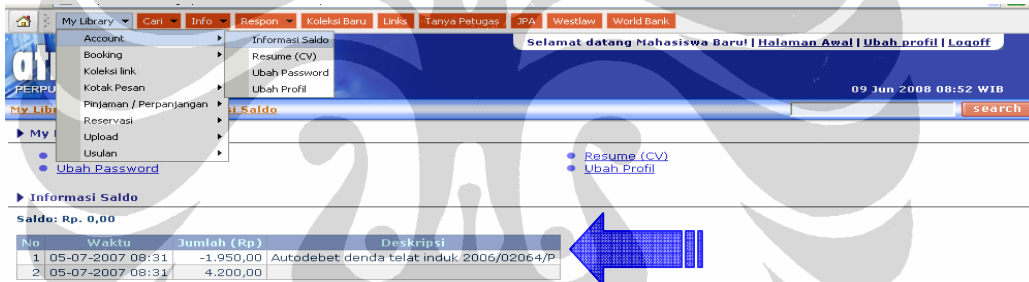 My Library Cari Info Respon Koleksi Baru Links Tanya Petugas JPA Westlaw World Bank
Account Informasi Saldo
Booking Resume (CV)
Koleksi link Ubah Password
Kotak Pesan Ubah Profil
Pinjaman / Perpanjangan
Reservasi
Upload
Usulan
Selamat datang Mahasiswa Baru! | Halaman Awal | Ubah profil | Logoff
09 Jun 2008 08:52 WIB
Saldo
search
My
Ubah Password
Resume (CV)
Ubah Profil
Informasi Saldo
Saldo: Rp. 0,00
No Waktu Jumlah (Rp) Deskripsi
1 05-07-2007 08:31 -1.950,00 Autodebet denda telat induk 2006/02064/P
2 05-07-2007 08:31 4.200,00